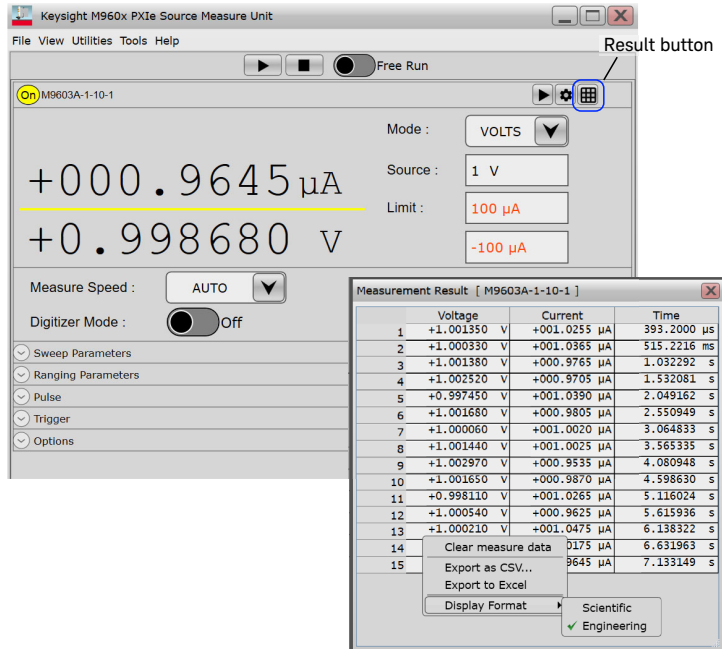 Keysight M960x PXIe Source Measure Unit
File View Utilities Tools Help
Result button
Free Run
On M9603A-1-10-1
Mode : VOLTS
+000.9645 µA
Source : 1 V
Limit : 100 µA
+0.998680 V
-100 µA
Measure Speed : AUTO
Digitizer Mode : Off
Sweep Parameters
Ranging Parameters
Pulse
Trigger
Options
Measurement Result [ M9603A-1-10-1 ]
Voltage Current Time
1 +1.001350 V +001.0255 µA 393.2000 µs
2 +1.000330 V +001.0365 µA 515.2216 ms
3 +1.001380 V +000.9765 µA 1.032292 s
4 +1.002520 V +000.9705 µA 1.532081 s
5 +0.997450 V +001.0390 µA 2.049162 s
6 +1.001680 V +000.9805 µA 2.550949 s
7 +1.000060 V +001.0020 µA 3.064833 s
8 +1.001440 V +001.0025 µA 3.565335 s
9 +1.002970 V +000.9535 µA 4.080948 s
10 +1.001650 V +000.9870 µA 4.598630 s
11 +0.998110 V +001.0265 µA 5.116024 s
12 +1.000540 V +000.9625 µA 5.615936 s
13 +1.000210 V +001.0475 µA 6.138322 s
14 0175 µA 6.631963 s
15 9645 µA 7.133149 s
Clear measure data
Export as CSV...
Export to Excel
Display Format
Scientific
✓ Engineering